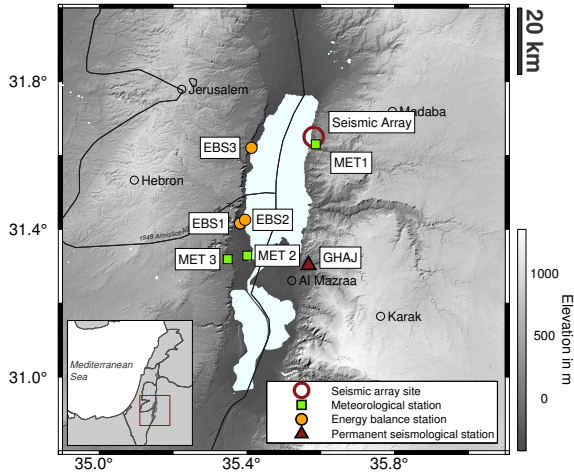 20 km
31.8°
Jerusalem
Madaba
Seismic Array
EBS3
MET1
Hebron
EBS1
EBS2
1949 Armistice
31.4°
MET 3
MET 2
GHAJ
Al Mazraa
Karak
1000
500
0
Elevation in m
Mediterranean
Sea
31.0°
Seismic array site
Meteorological station
Energy balance station
Permanent seismological station
35.0°
35.4°
35.8°